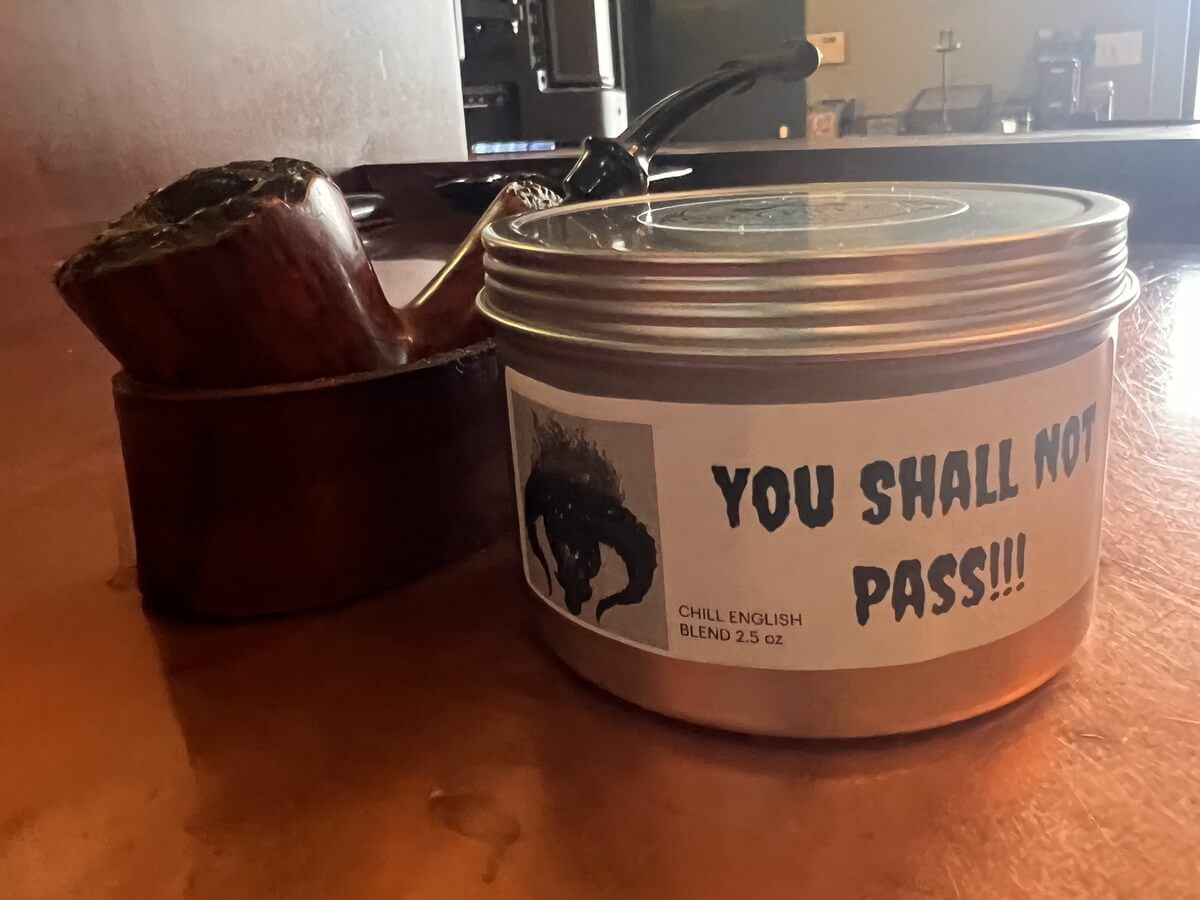 YOU SHALL NOT
PASS!!!
CHILL ENGLISH
BLEND 2.5 oz